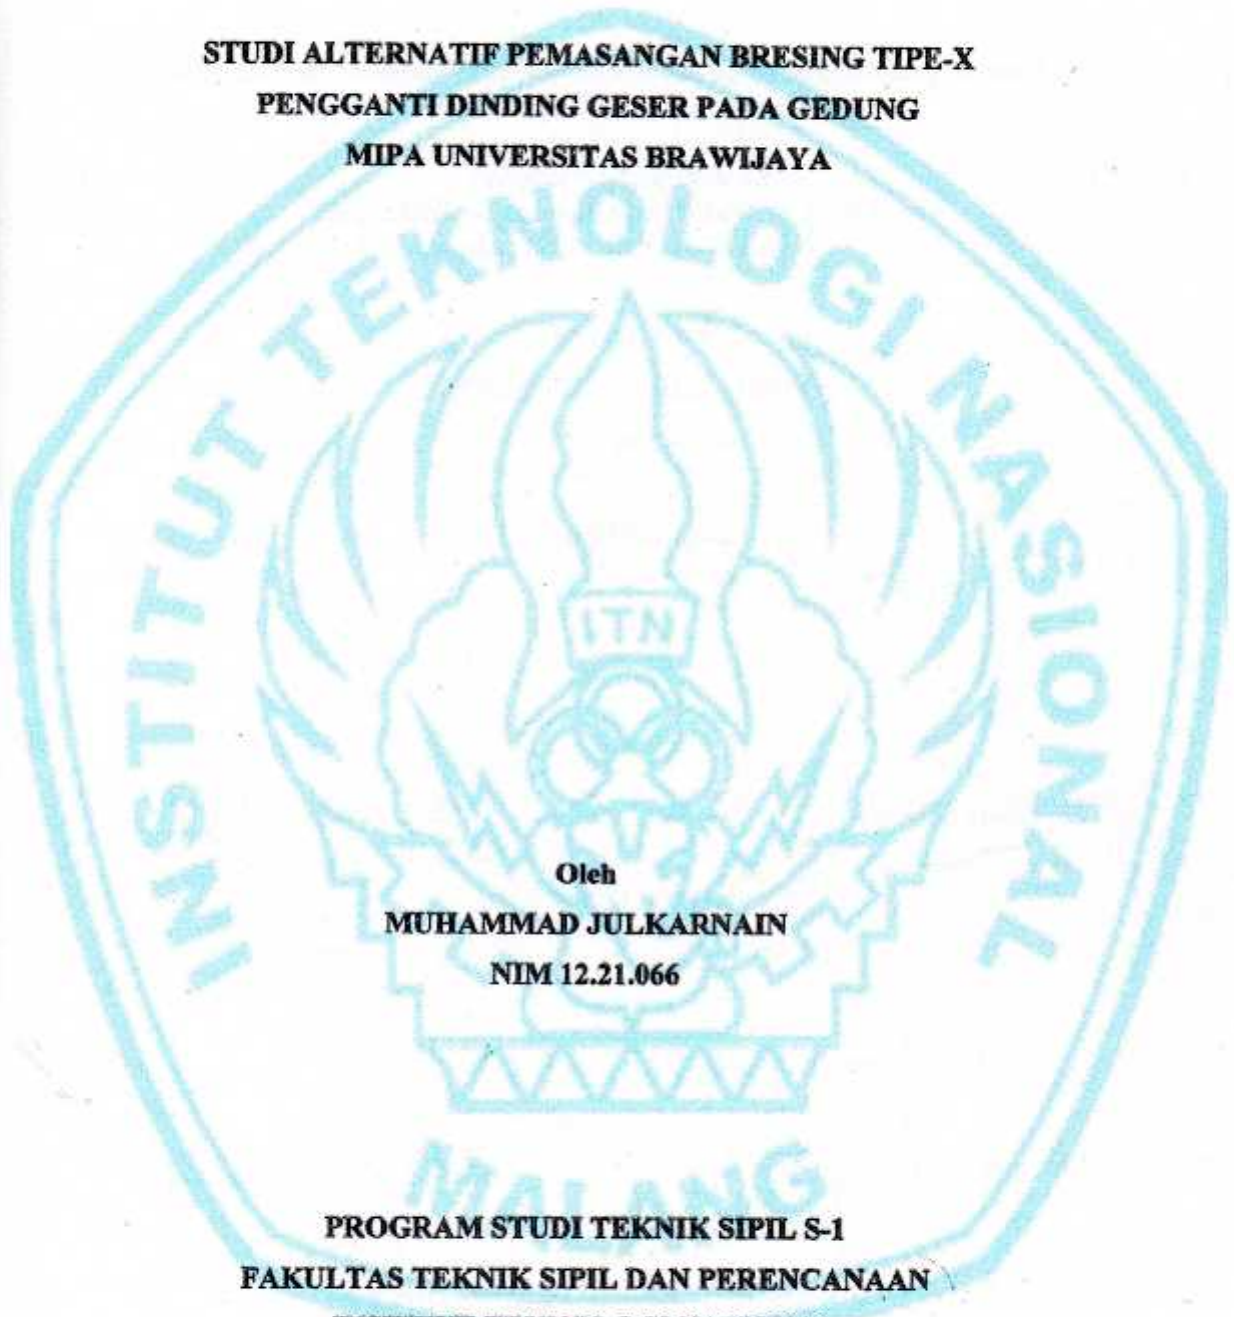 STUDI ALTERNATIF PEMASANGAN BRESING TIPE-X
PENGGANTI DINDING GESER PADA GEDUNG
MIPA UNIVERSITAS BRAWIJAYA
INSTITUT TEKNOLOGI NASIONAL
ITN
Oleh
MUHAMMAD JULKARNAIN
NIM 12.21.066
MALANG
PROGRAM STUDI TEKNIK SIPIL S-1
FAKULTAS TEKNIK SIPIL DAN PERENCANAAN